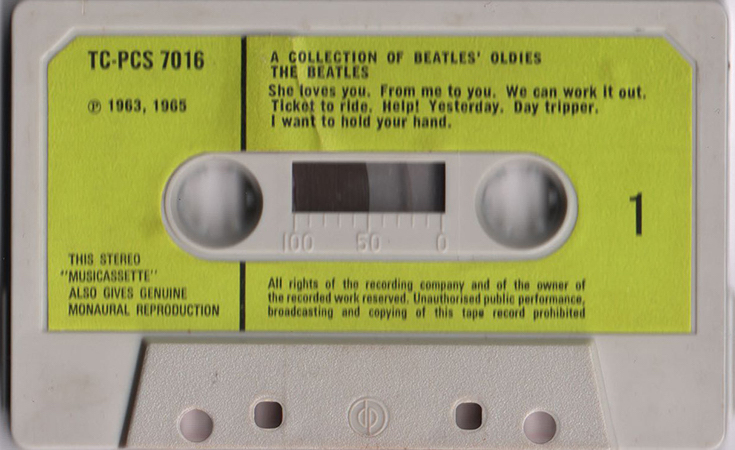 TC-PCS 7016
℗ 1963, 1965
A COLLECTION OF BEATLES' OLDIES
THE BEATLES
She loves you. From me to you. We can work it out.
Ticket to ride. Help! Yesterday. Day tripper.
I want to hold your hand.
100 50 0
1
THIS STEREO
"MUSICASSETTE"
ALSO GIVES GENUINE
MONAURAL REPRODUCTION
All rights of the recording company and of the owner of
the recorded work reserved. Unauthorised public performance,
broadcasting and copying of this tape record prohibited